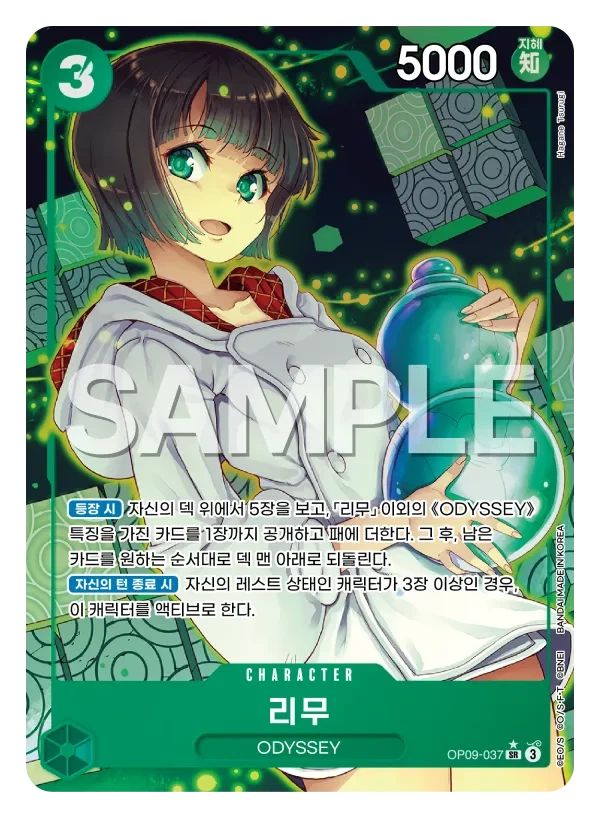 3
5000
지혜
知
Hagane Tsurugi
SAMPLE
등장 시 자신의 덱 위에서 5장을 보고, 「리무」 이외의 《ODYSSEY》
특징을 가진 카드를 1장까지 공개하고 패에 더한다. 그 후, 남은
카드를 원하는 순서대로 덱 맨 아래로 되돌린다.
자신의 턴 종료 시 자신의 레스트 상태인 캐릭터가 3장 이상인 경우,
이 캐릭터를 액티브로 한다.
©EO/S ©O/S·F·T ©BNEI BANDAI MADE IN KOREA
CHARACTER
리무
ODYSSEY
OP09-037 SR 3